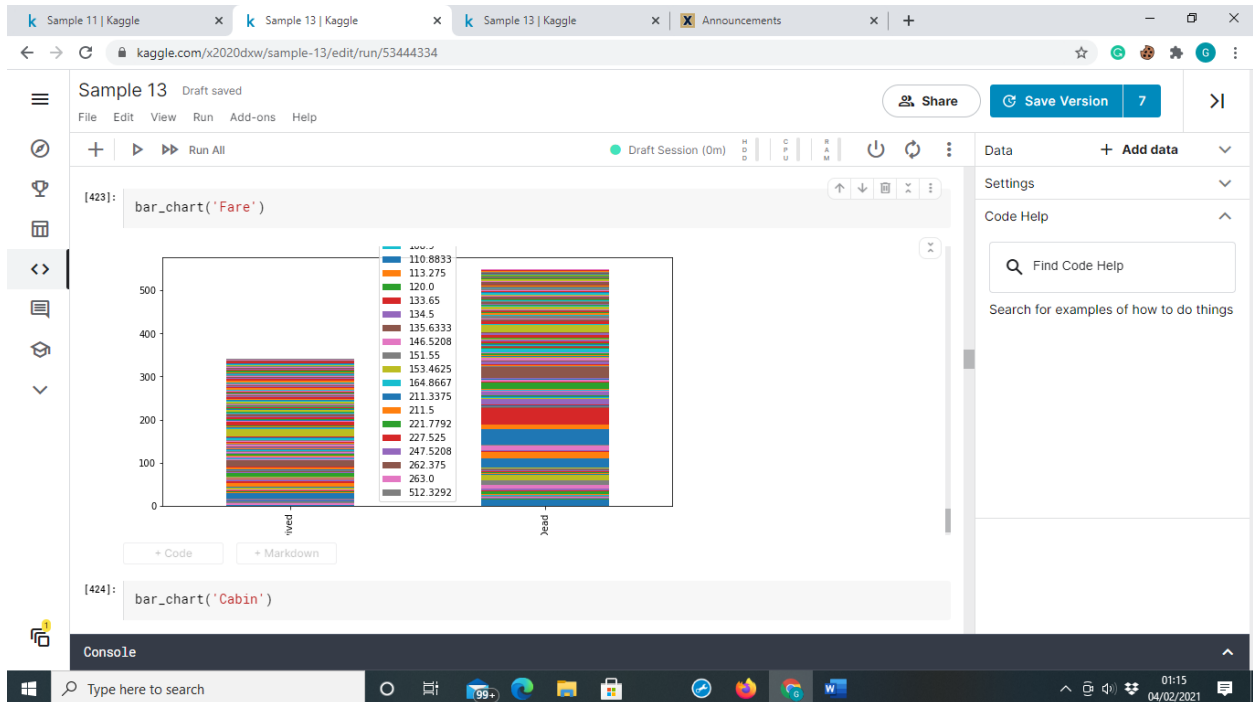 Sample 11 | Kaggle
Sample 13 | Kaggle
Sample 13 | Kaggle
Announcements
kaggle.com/x2020dxw/sample-13/edit/run/53444334
G
Sample 13 Draft saved
File Edit View Run Add-ons Help
Share
Save Version 7
Run All
Draft Session (0m)
HDD
CPU
RAM
Data
+ Add data
Settings
Code Help
Find Code Help
Search for examples of how to do things
[423]:
bar_chart('Fare')
110.8833
113.275
120.0
133.65
134.5
135.6333
146.5208
151.55
153.4625
164.8667
211.3375
211.5
221.7792
227.525
247.5208
262.375
263.0
512.3292
500
400
300
200
100
0
Dead
+ Code
+ Markdown
[424]:
bar_chart('Cabin')
1
Console
Type here to search
99+
01:15
04/02/2021